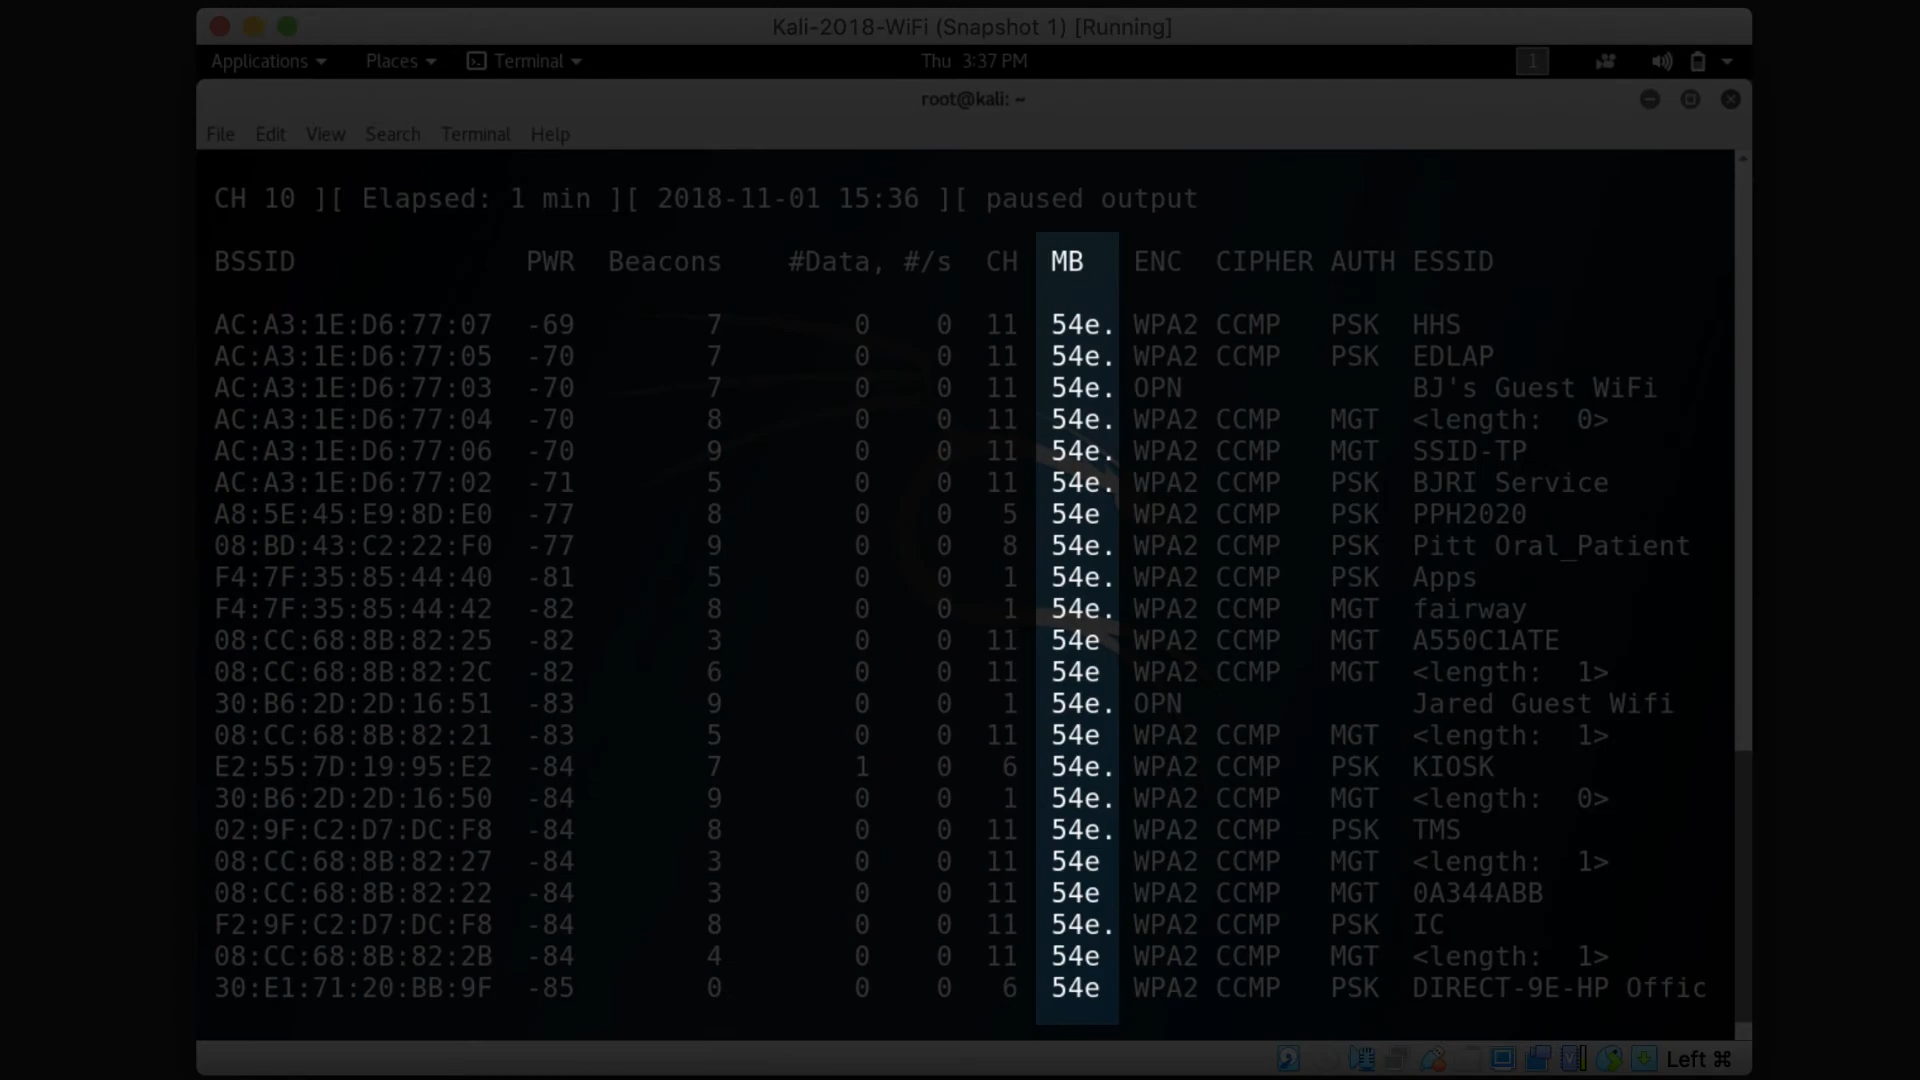 Kali-2018-WiFi (Snapshot 1) [Running]
Applications Places Terminal Thu 3:37 PM 1
root@kali: ~
File Edit View Search Terminal Help
CH 10 ][ Elapsed: 1 min ][ 2018-11-01 15:36 ][ paused output
BSSID PWR Beacons #Data, #/s CH MB ENC CIPHER AUTH ESSID
AC:A3:1E:D6:77:07 -69 7 0 0 11 54e. WPA2 CCMP PSK HHS
AC:A3:1E:D6:77:05 -70 7 0 0 11 54e. WPA2 CCMP PSK EDLAP
AC:A3:1E:D6:77:03 -70 7 0 0 11 54e. OPN BJ's Guest WiFi
AC:A3:1E:D6:77:04 -70 8 0 0 11 54e. WPA2 CCMP MGT <length: 0>
AC:A3:1E:D6:77:06 -70 9 0 0 11 54e. WPA2 CCMP MGT SSID-TP
AC:A3:1E:D6:77:02 -71 5 0 0 11 54e. WPA2 CCMP PSK BJRI Service
A8:5E:45:E9:8D:E0 -77 8 0 0 5 54e WPA2 CCMP PSK PPH2020
08:BD:43:C2:22:F0 -77 9 0 0 8 54e. WPA2 CCMP PSK Pitt Oral_Patient
F4:7F:35:85:44:40 -81 5 0 0 1 54e. WPA2 CCMP PSK Apps
F4:7F:35:85:44:42 -82 8 0 0 1 54e. WPA2 CCMP MGT fairway
08:CC:68:8B:82:25 -82 3 0 0 11 54e WPA2 CCMP MGT A550C1ATE
08:CC:68:8B:82:2C -82 6 0 0 11 54e WPA2 CCMP MGT <length: 1>
30:B6:2D:2D:16:51 -83 9 0 0 1 54e. OPN Jared Guest Wifi
08:CC:68:8B:82:21 -83 5 0 0 11 54e WPA2 CCMP MGT <length: 1>
E2:55:7D:19:95:E2 -84 7 1 0 6 54e. WPA2 CCMP PSK KIOSK
30:B6:2D:2D:16:50 -84 9 0 0 1 54e. WPA2 CCMP MGT <length: 0>
02:9F:C2:D7:DC:F8 -84 8 0 0 11 54e. WPA2 CCMP PSK TMS
08:CC:68:8B:82:27 -84 3 0 0 11 54e WPA2 CCMP MGT <length: 1>
08:CC:68:8B:82:22 -84 3 0 0 11 54e WPA2 CCMP MGT 0A344ABB
F2:9F:C2:D7:DC:F8 -84 8 0 0 11 54e. WPA2 CCMP PSK IC
08:CC:68:8B:82:2B -84 4 0 0 11 54e WPA2 CCMP MGT <length: 1>
30:E1:71:20:BB:9F -85 0 0 0 6 54e WPA2 CCMP PSK DIRECT-9E-HP Offic
Left ⌘